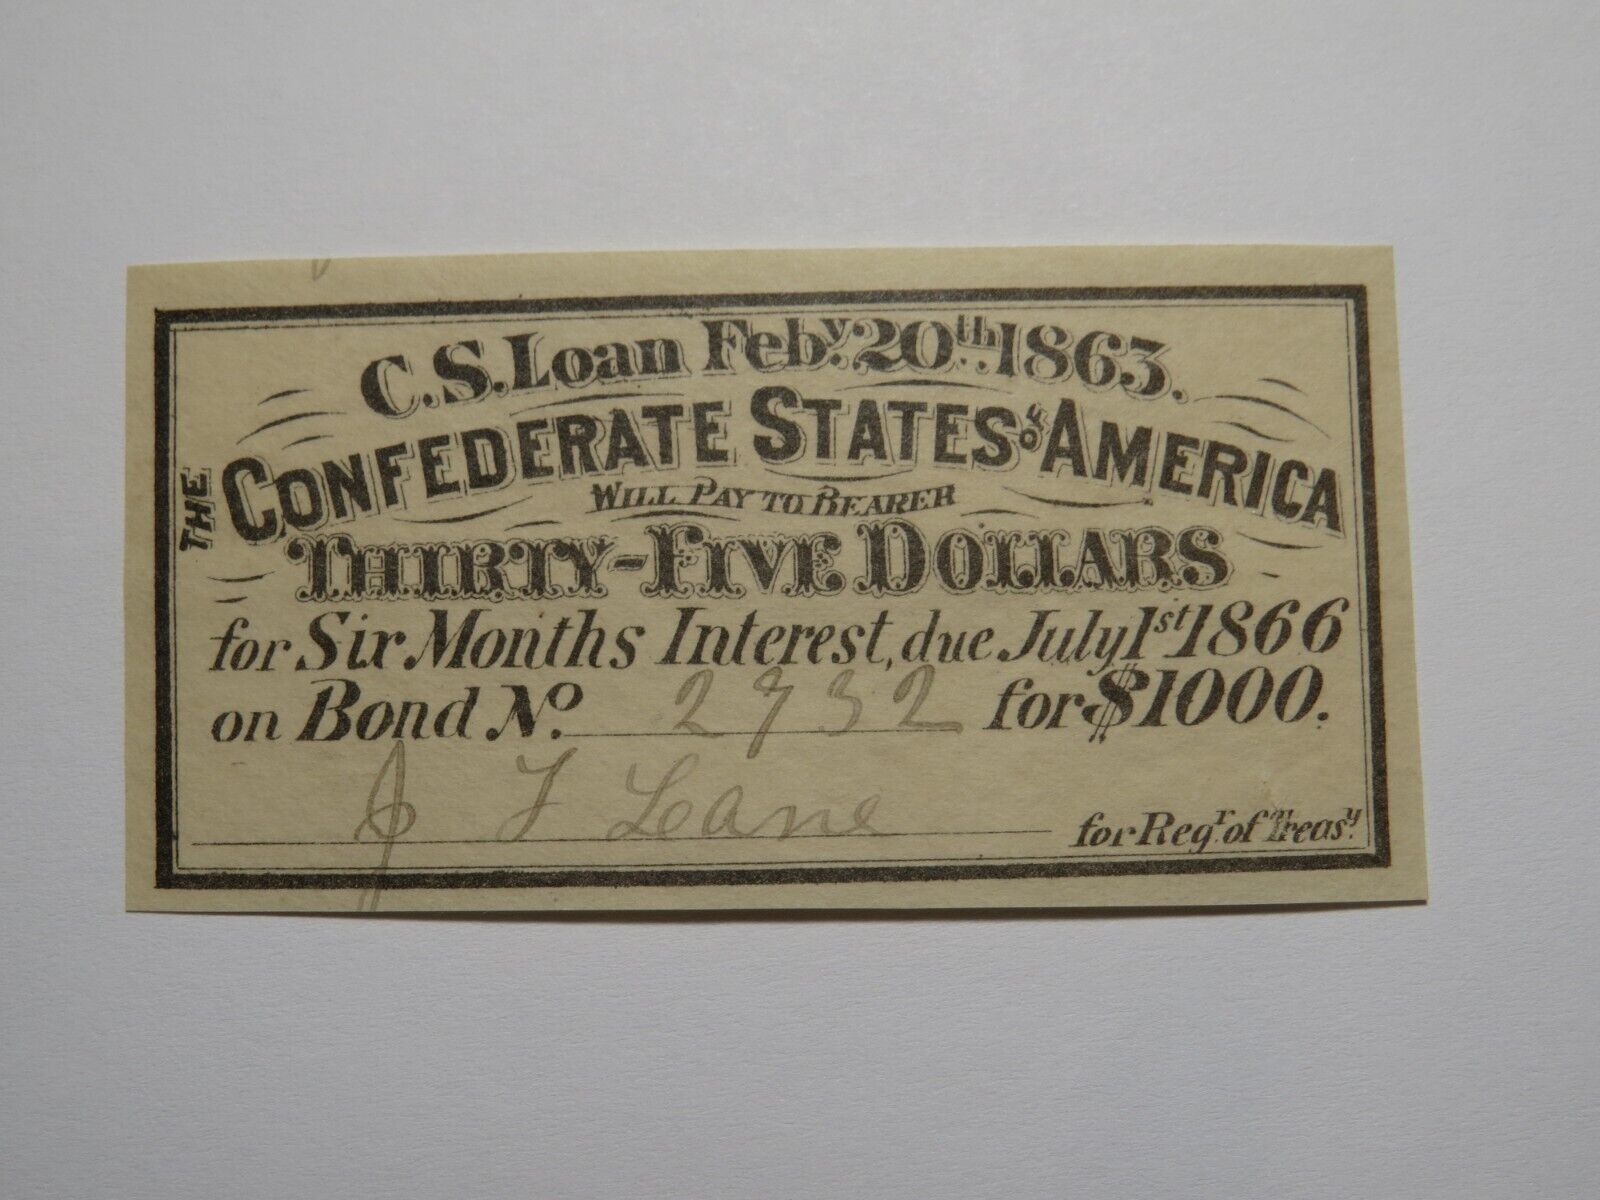 C.S. Loan Feby. 20th. 1863.
THE CONFEDERATE STATES OF AMERICA
WILL PAY TO BEARER
THIRTY-FIVE DOLLARS
for Six Months Interest, due July 1st 1866
on Bond No. 2732 for $1000.
J F Lane for Regr. of Treasy.